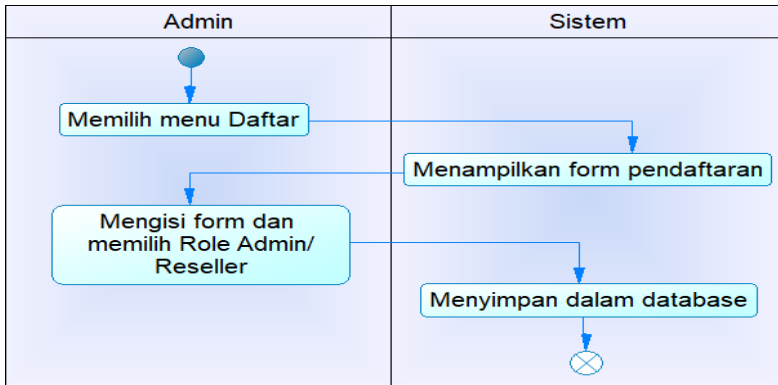 Admin
Sistem
Memilih menu Daftar
Menampilkan form pendaftaran
Mengisi form dan
memilih Role Admin/
Reseller
Menyimpan dalam database